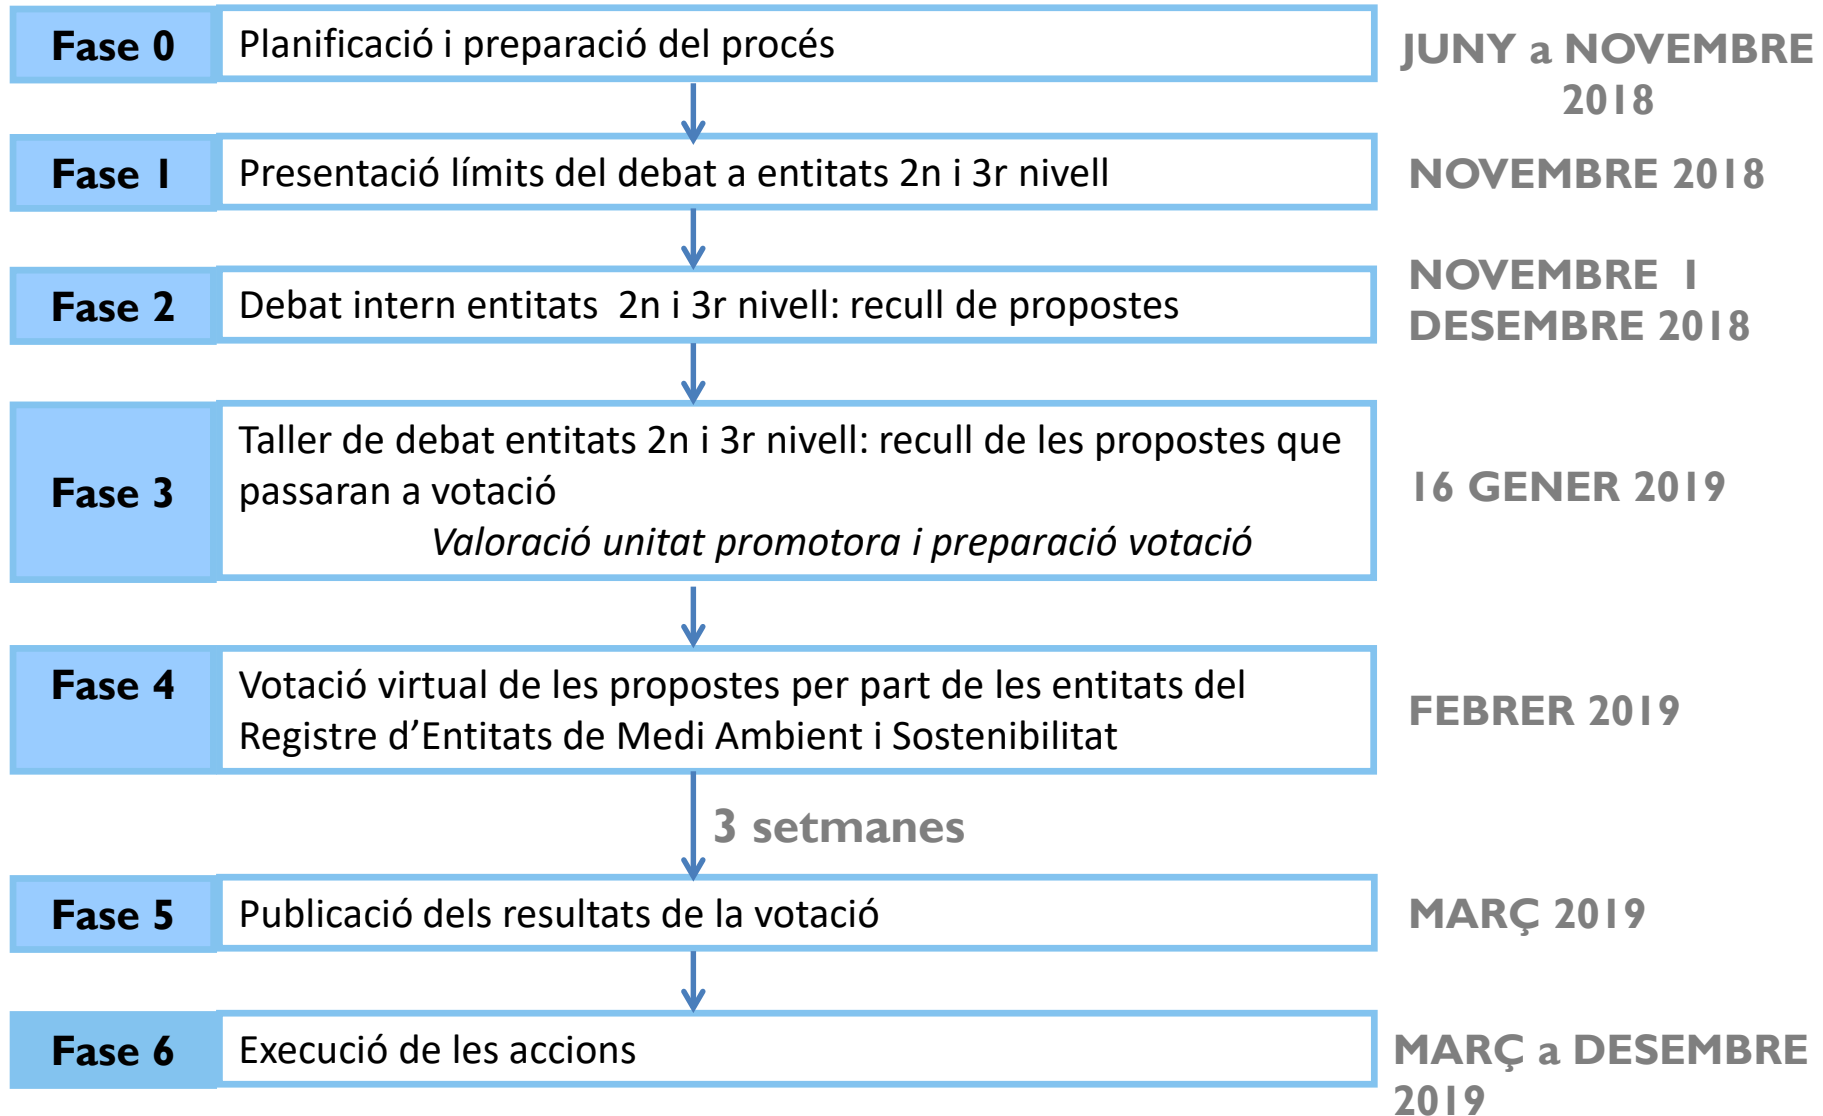 Fase 0
Planificació i preparació del procés
JUNY a NOVEMBRE
2018
Fase 1
Presentació límits del debat a entitats 2n i 3r nivell
NOVEMBRE 2018
Fase 2
Debat intern entitats  2n i 3r nivell: recull de propostes
NOVEMBRE  I
DESEMBRE 2018
Fase 3
Taller de debat entitats 2n i 3r nivell: recull de les propostes que
passaran a votació
Valoració unitat promotora i preparació votació
16 GENER 2019
Fase 4
Votació virtual de les propostes per part de les entitats del
Registre d’Entitats de Medi Ambient i Sostenibilitat
FEBRER 2019
3 setmanes
Fase 5
Publicació dels resultats de la votació
MARÇ 2019
Fase 6
Execució de les accions
MARÇ a DESEMBRE
2019